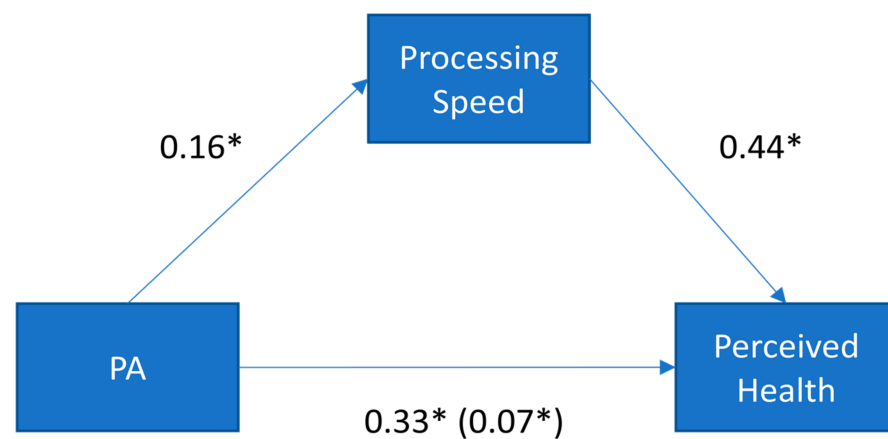 Processing
Speed
0.16*
0.44*
PA
Perceived
Health
0.33* (0.07*)